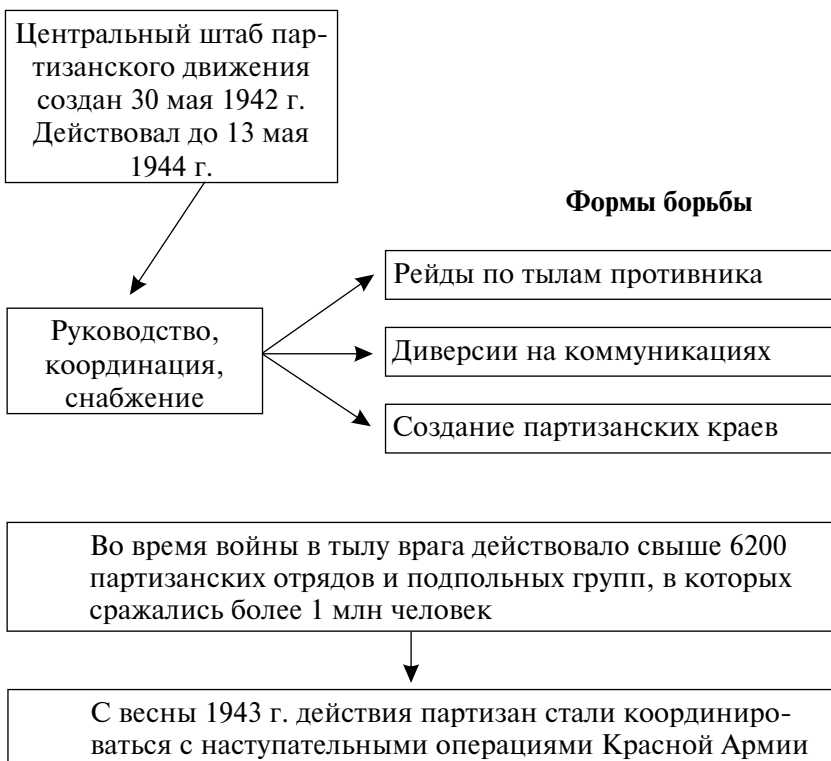 Центральный штаб пар-
тизанского движения
создан 30 мая 1942 г.
Действовал до 13 мая
1944 г.
Формы борьбы
Руководство,
координация,
снабжение
Рейды по тылам противника
Диверсии на коммуникациях
Создание партизанских краев
Во время войны в тылу врага действовало свыше 6200
партизанских отрядов и подпольных групп, в которых
сражались более 1 млн человек
С весны 1943 г. действия партизан стали координиро-
ваться с наступательными операциями Красной Армии